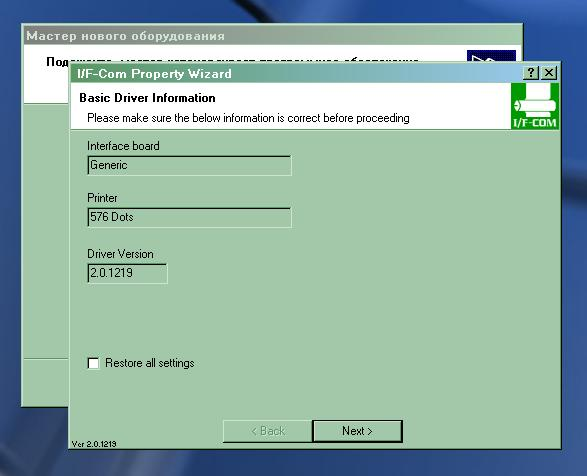 Мастер нового оборудования
I/F-Com Property Wizard
Basic Driver Information
Please make sure the below information is correct before proceeding
I/F-COM
Interface board
Generic
Printer
576 Dots
Driver Version
2.0.1219
Restore all settings
< Back
Next >
Ver 2.0.1219